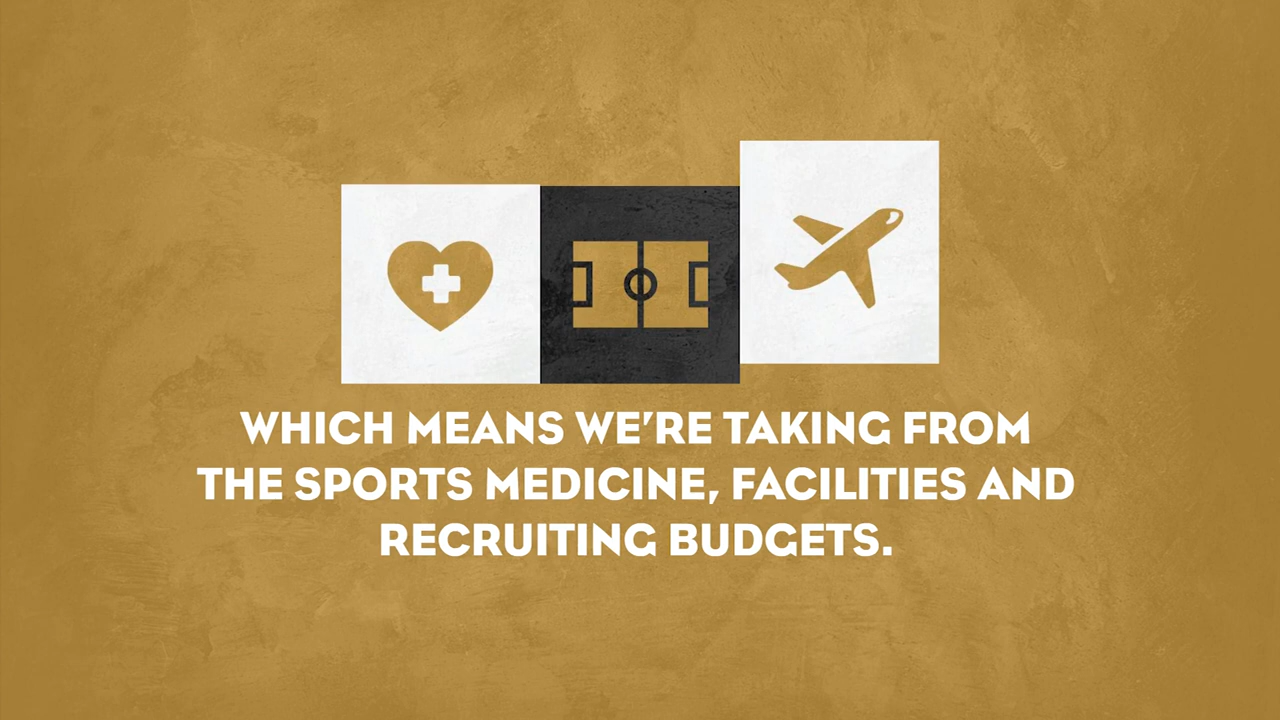 WHICH MEANS WE'RE TAKING FROM
THE SPORTS MEDICINE, FACILITIES AND
RECRUITING BUDGETS.